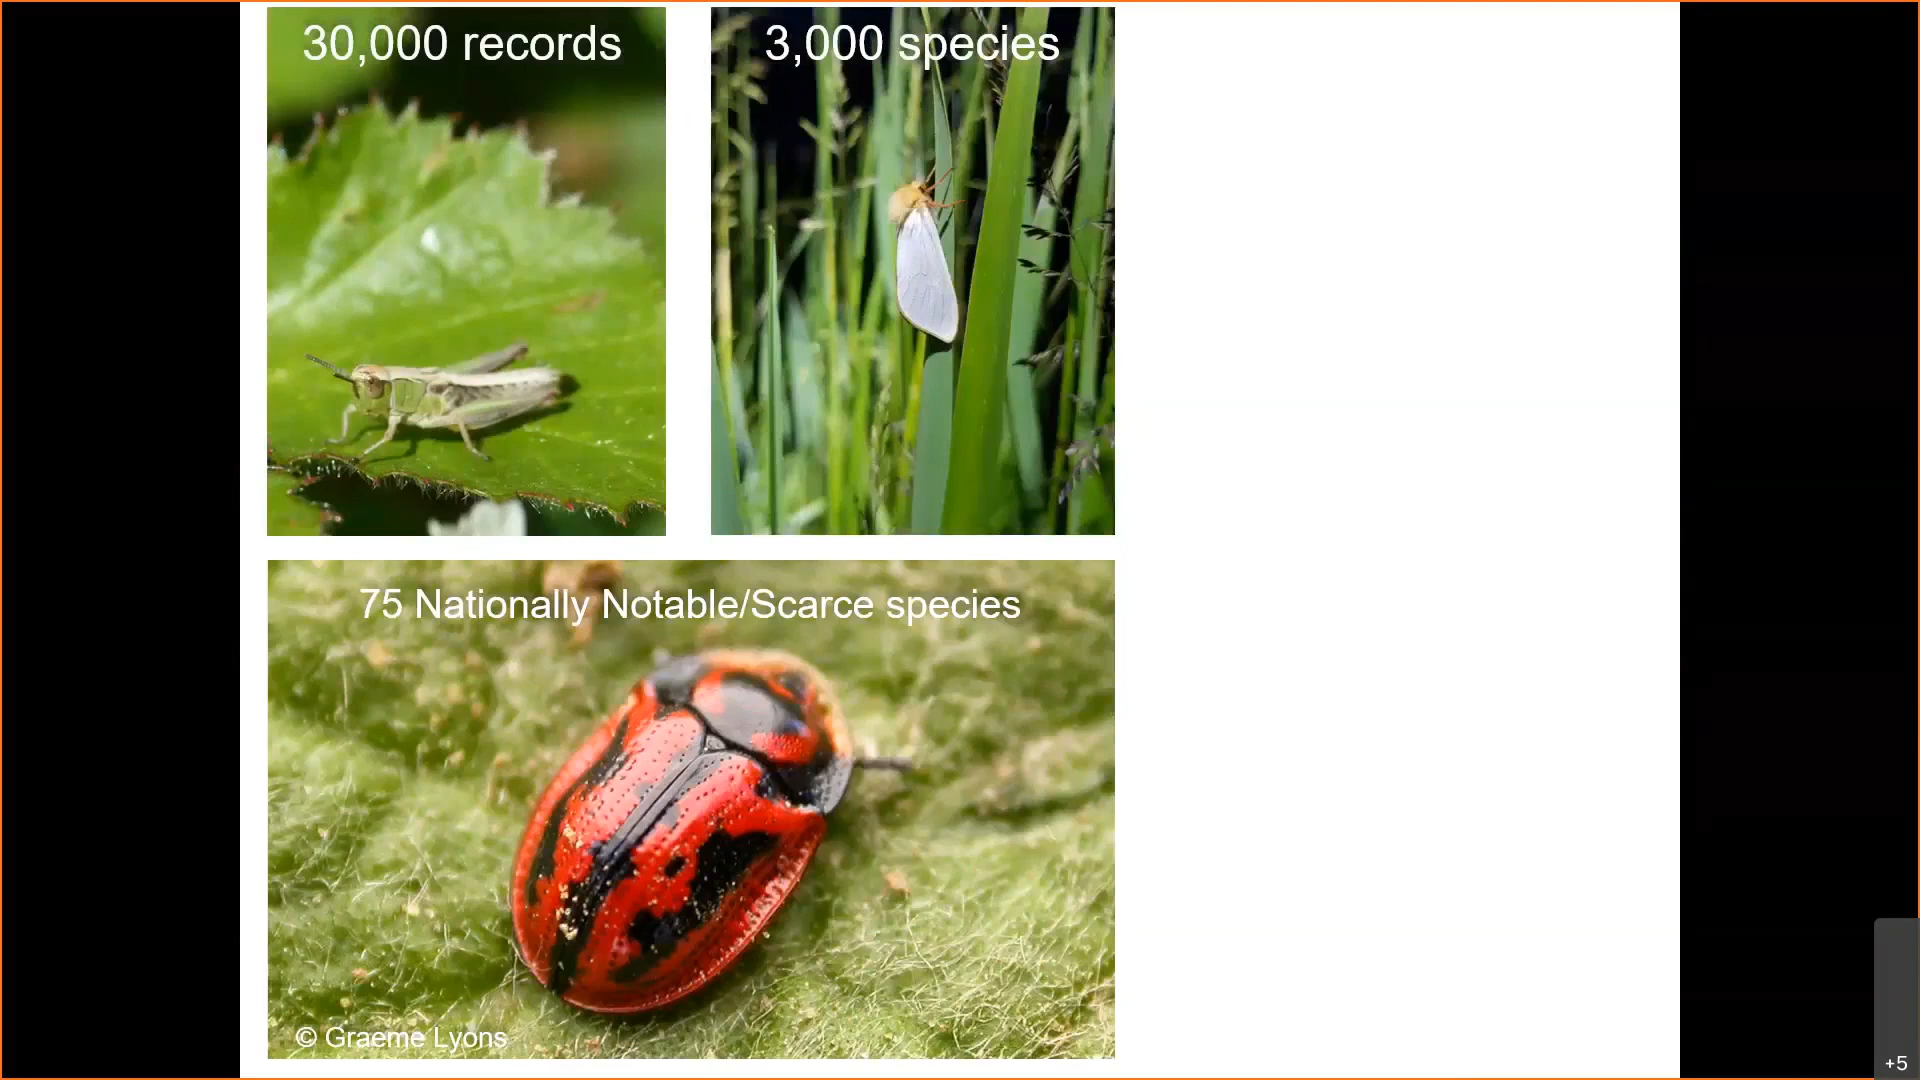 30,000 records
3,000 species
75 Nationally Notable/Scarce species
© Graeme Lyons
+5